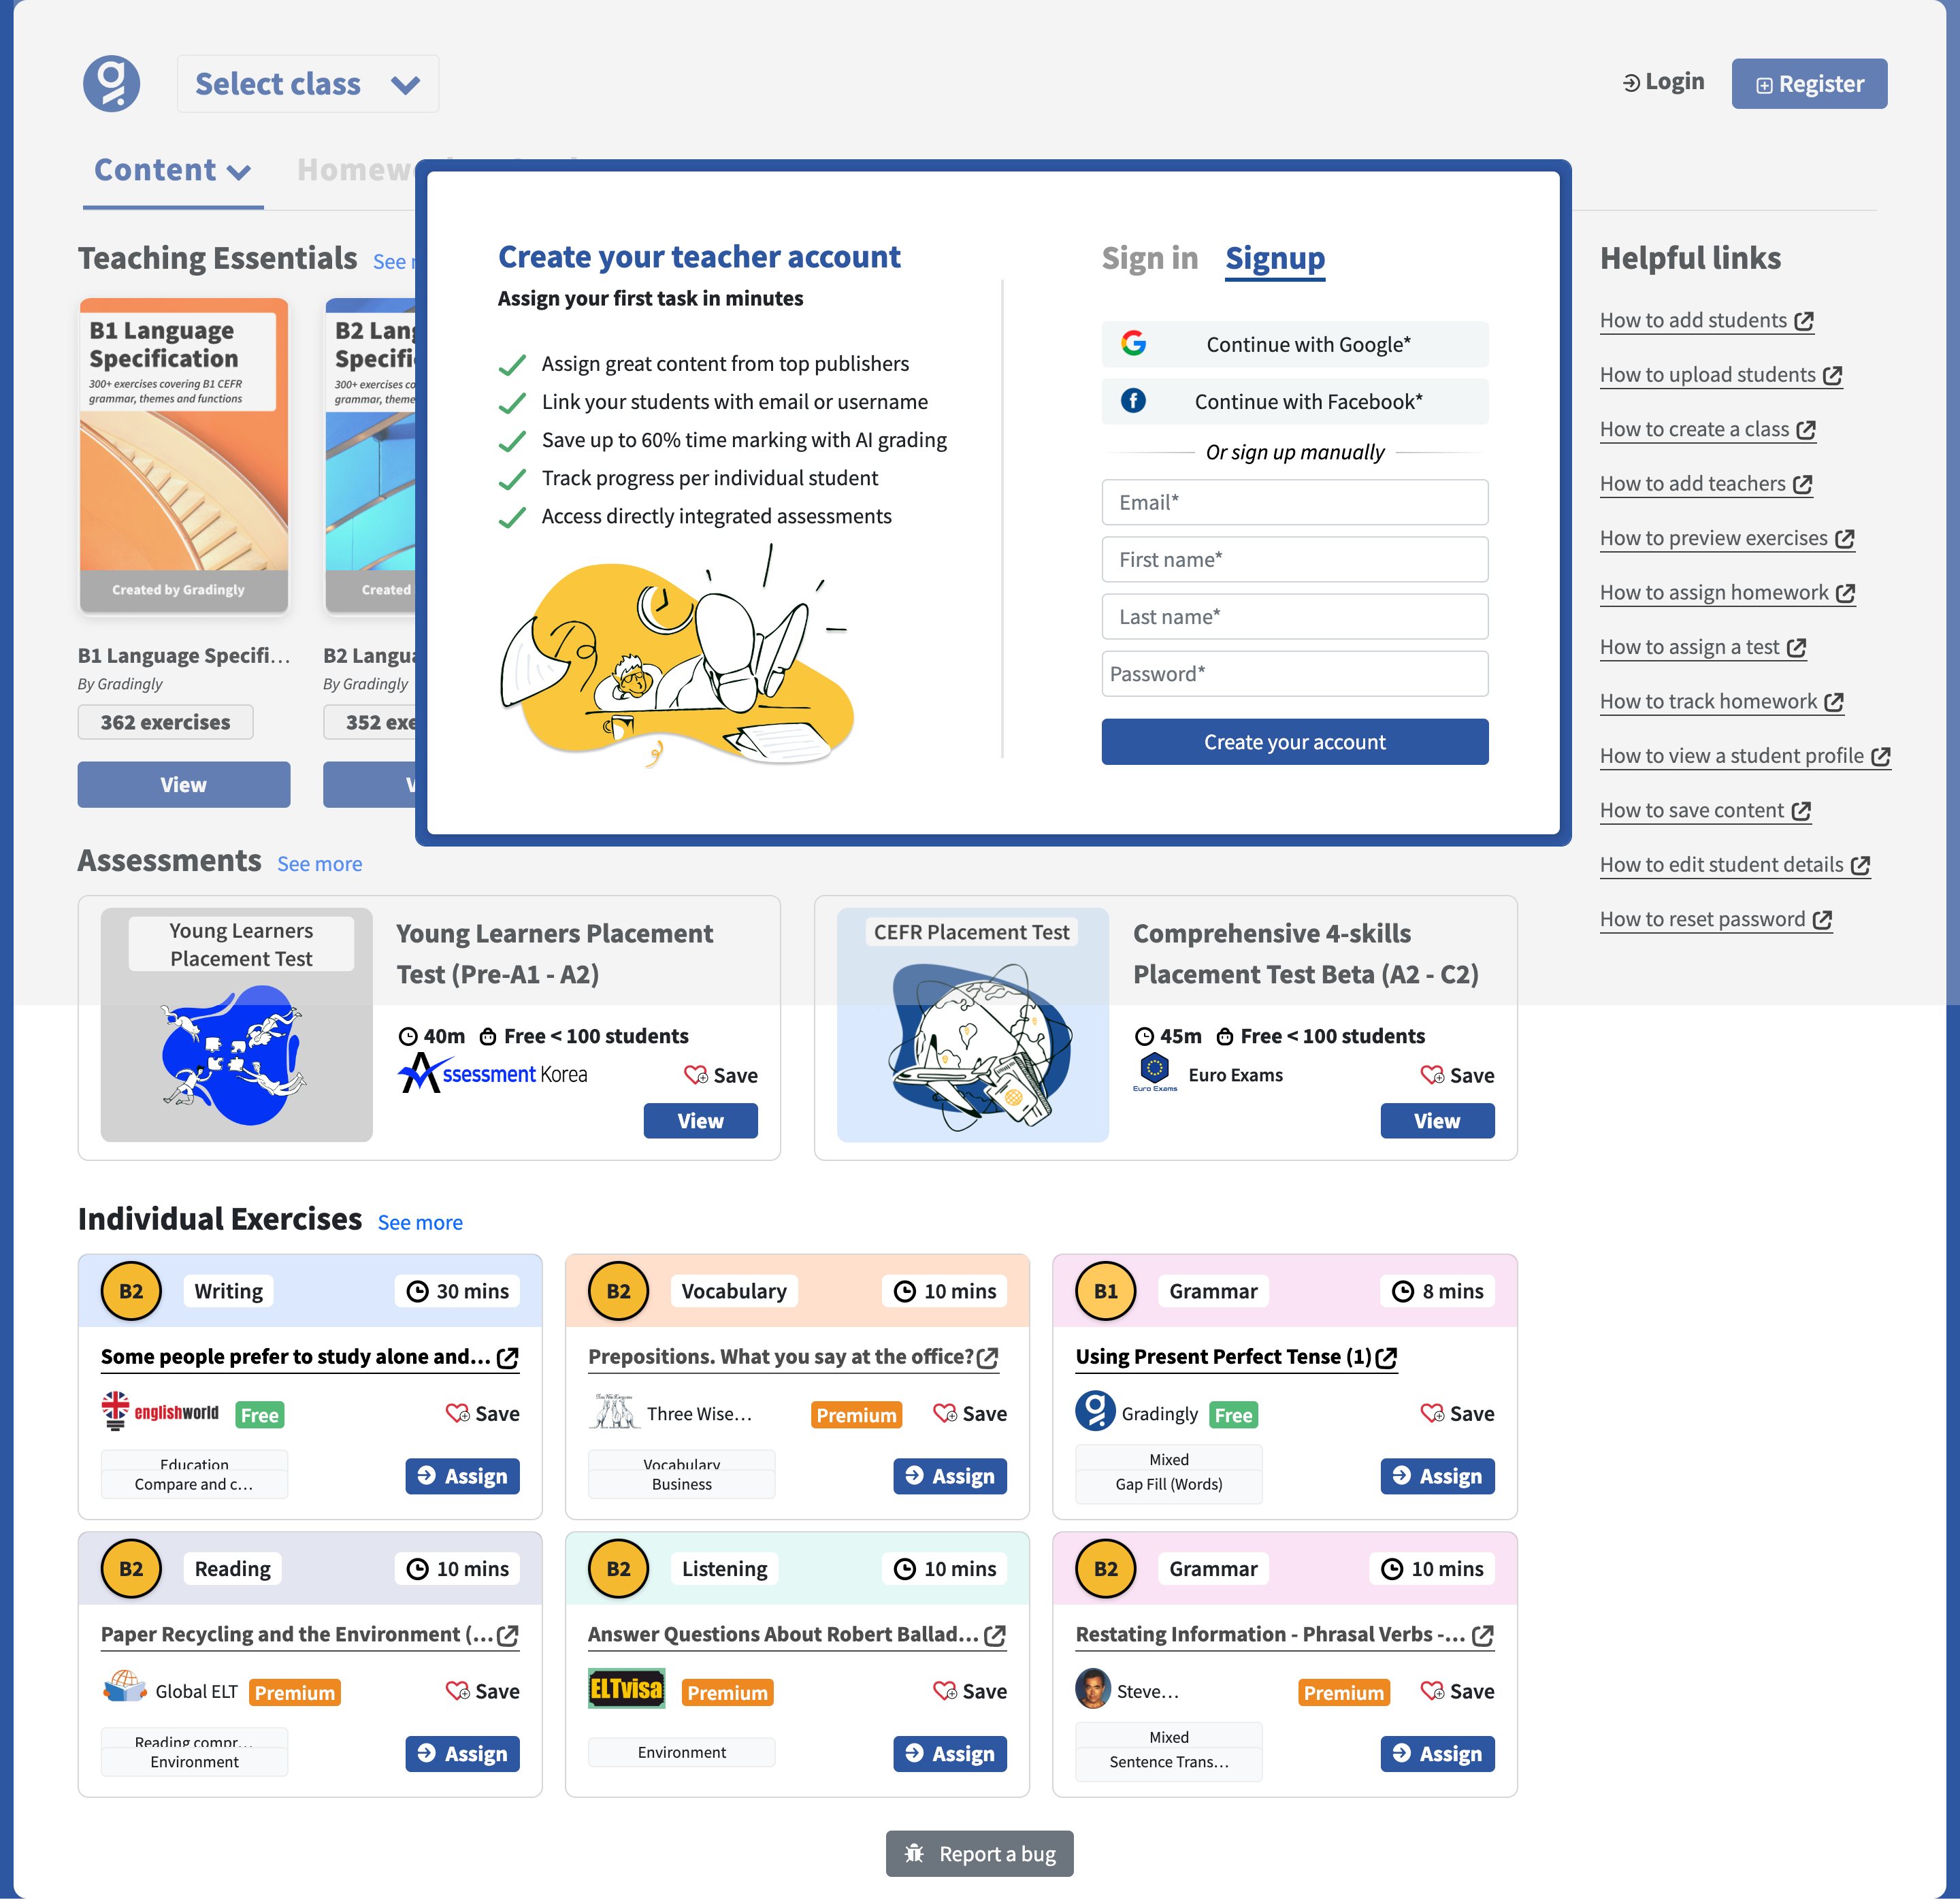 Select class
Login
Register
Content
Homew
Teaching Essentials
See
B1 Language
Specification
300+ exercises covering B1 CEFR
grammar, themes and functions
Created by Gradingly
B1 Language Specifi...
By Gradingly
362 exercises
View
B2 Lang
Specifi
300+ exercises co
grammar, theme
Created
B2 Langua
By Gradingly
352 exe
Create your teacher account
Assign your first task in minutes
Assign great content from top publishers
Link your students with email or username
Save up to 60% time marking with AI grading
Track progress per individual student
Access directly integrated assessments
Sign in
Signup
Continue with Google*
Continue with Facebook*
Or sign up manually
Email*
First name*
Last name*
Password*
Create your account
Helpful links
How to add students
How to upload students
How to create a class
How to add teachers
How to preview exercises
How to assign homework
How to assign a test
How to track homework
How to view a student profile
How to save content
How to edit student details
How to reset password
Assessments
See more
Young Learners
Placement Test
Young Learners Placement
Test (Pre-A1 - A2)
40m
Free < 100 students
Assessment Korea
Save
View
CEFR Placement Test
Comprehensive 4-skills
Placement Test Beta (A2 - C2)
45m
Free < 100 students
Euro Exams
Euro Exams
Save
View
Individual Exercises
See more
B2
Writing
30 mins
Some people prefer to study alone and...
englishworld
Free
Save
Education
Compare and c...
Assign
B2
Vocabulary
10 mins
Prepositions. What you say at the office?
Three Wise...
Premium
Save
Vocabulary
Business
Assign
B1
Grammar
8 mins
Using Present Perfect Tense (1)
Gradingly
Free
Save
Mixed
Gap Fill (Words)
Assign
B2
Reading
10 mins
Paper Recycling and the Environment (...
Global ELT
Premium
Save
Reading compr...
Environment
Assign
B2
Listening
10 mins
Answer Questions About Robert Ballad...
ELTvisa
Premium
Save
Environment
Assign
B2
Grammar
10 mins
Restating Information - Phrasal Verbs -...
Steve...
Premium
Save
Mixed
Sentence Trans...
Assign
Report a bug